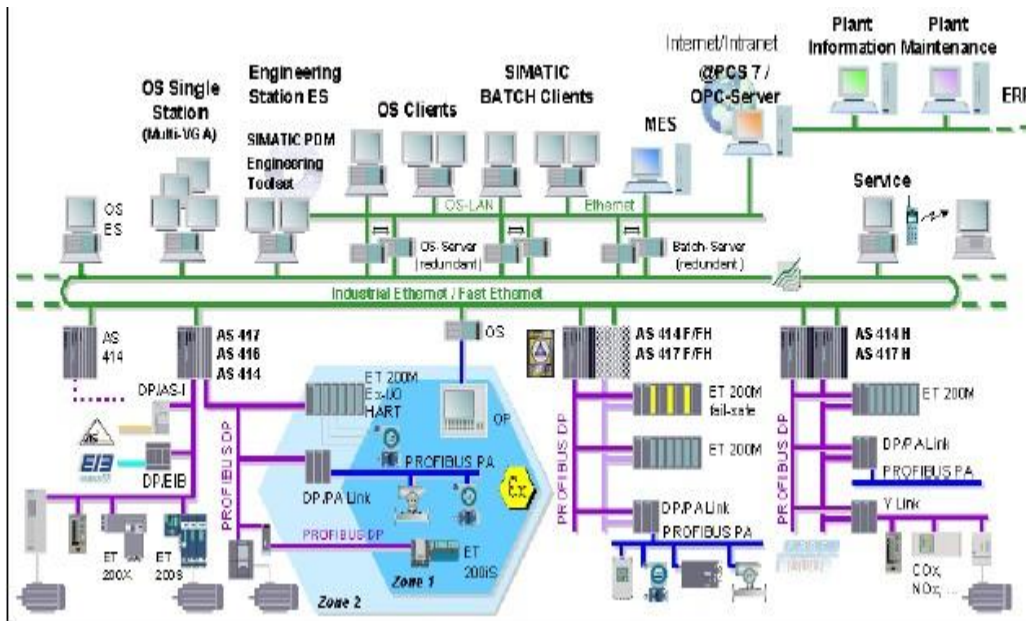 Plant
Information
Plant
Maintenance
Internet/Intranet
@PCS 7 /
OPC-Server
ERP
Engineering
Station ES
SIMATIC
BATCH Clients
OS Single
Station
(Multi-VGA)
OS Clients
MES
SIMATIC PDM
Engineering
Toolset
Service
OS
ES
OS-LAN
Ethernet
OS-Server
(redundant)
Batch-Server
(redundant)
Industrial Ethernet / Fast Ethernet
AS
414
AS 417
AS 416
AS 414
OS
AS 414 F/FH
AS 417 F/FH
AS 414 H
AS 417 H
DP/AS-I
ET 200M
Ex-I/O
HART
OP
ET 200M
fail-safe
ET 200M
ET 200M
DP/EIB
PROFIBUS DP
PROFIBUS PA
DP/PA Link
Ex
PROFIBUS DP
PROFIBUS DP
DP/PA Link
PROFIBUS PA
DP/PA Link
PROFIBUS PA
Y Link
PROFIBUS DP
ET
200iS
ET
200X
ET
200S
Zone 1
Zone 2
COx,
NOx, ...